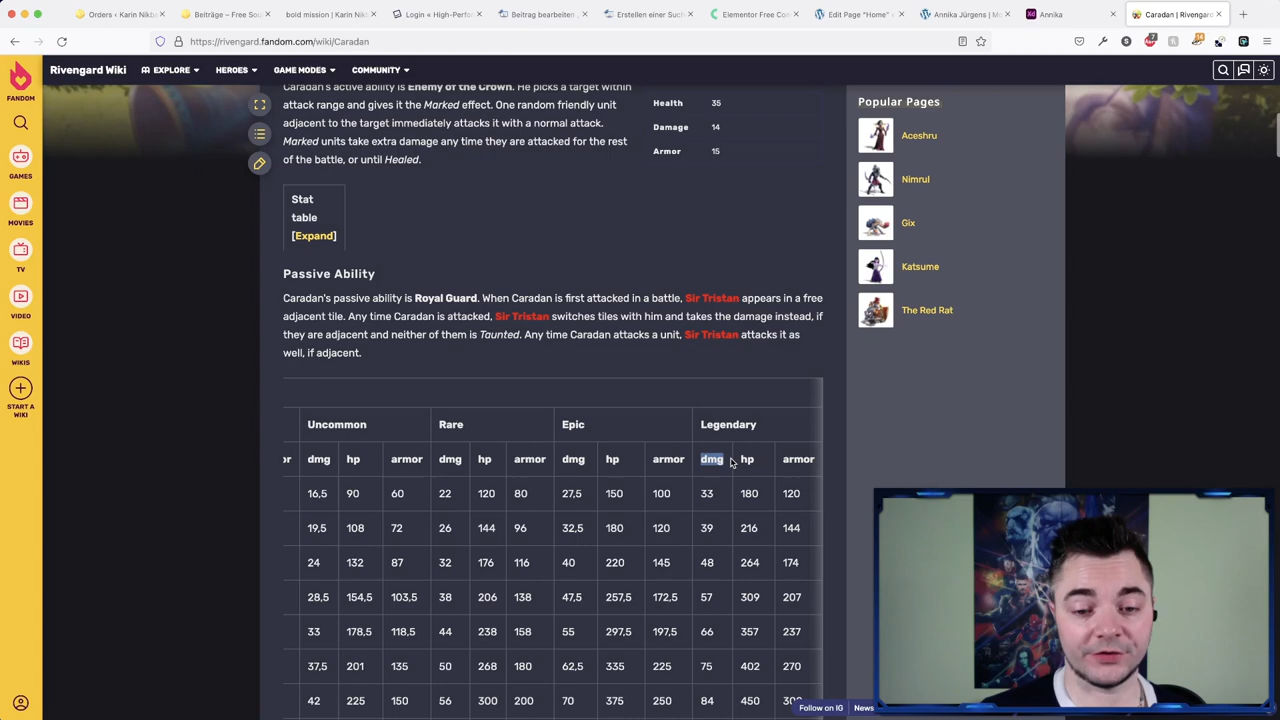 Orders ‹ Karin Nikb
Beiträge – Free Sou
bold missio
Karin Nik
Login « High-Perfo
Beitrag bearbeiten
Erstellen einer Such
Elementor Free Con
Edit Page "Home"
Annika Jürgens | M
Annika
Caradan | Rivengard
https://rivengard.fandom.com/wiki/Caradan
7
14
FANDOM
GAMES
MOVIES
TV
VIDEO
WIKIS
START A
WIKI
Rivengard Wiki
EXPLORE
HEROES
GAME MODES
COMMUNITY
Caradan's active ability is Enemy of the Crown. He picks a target within
attack range and gives it the Marked effect. One random friendly unit
adjacent to the target immediately attacks it with a normal attack.
Marked units take extra damage any time they are attacked for the rest
of the battle, or until Healed.
Health 35
Damage 14
Armor 15
Stat
table
[Expand]
Passive Ability
Caradan's passive ability is Royal Guard. When Caradan is first attacked in a battle, Sir Tristan appears in a free
adjacent tile. Any time Caradan is attacked, Sir Tristan switches tiles with him and takes the damage instead, if
they are adjacent and neither of them is Taunted. Any time Caradan attacks a unit, Sir Tristan attacks it as
well, if adjacent.
Uncommon Rare Epic Legendary
or dmg hp armor dmg hp armor dmg hp armor dmg hp armor
16,5 90 60 22 120 80 27,5 150 100 33 180 120
19,5 108 72 26 144 96 32,5 180 120 39 216 144
24 132 87 32 176 116 40 220 145 48 264 174
28,5 154,5 103,5 38 206 138 47,5 257,5 172,5 57 309 207
33 178,5 118,5 44 238 158 55 297,5 197,5 66 357 237
37,5 201 135 50 268 180 62,5 335 225 75 402 270
42 225 150 56 300 200 70 375 250 84 450 300
Popular Pages
Aceshru
Nimrul
Gix
Katsume
The Red Rat
Follow on IG
News